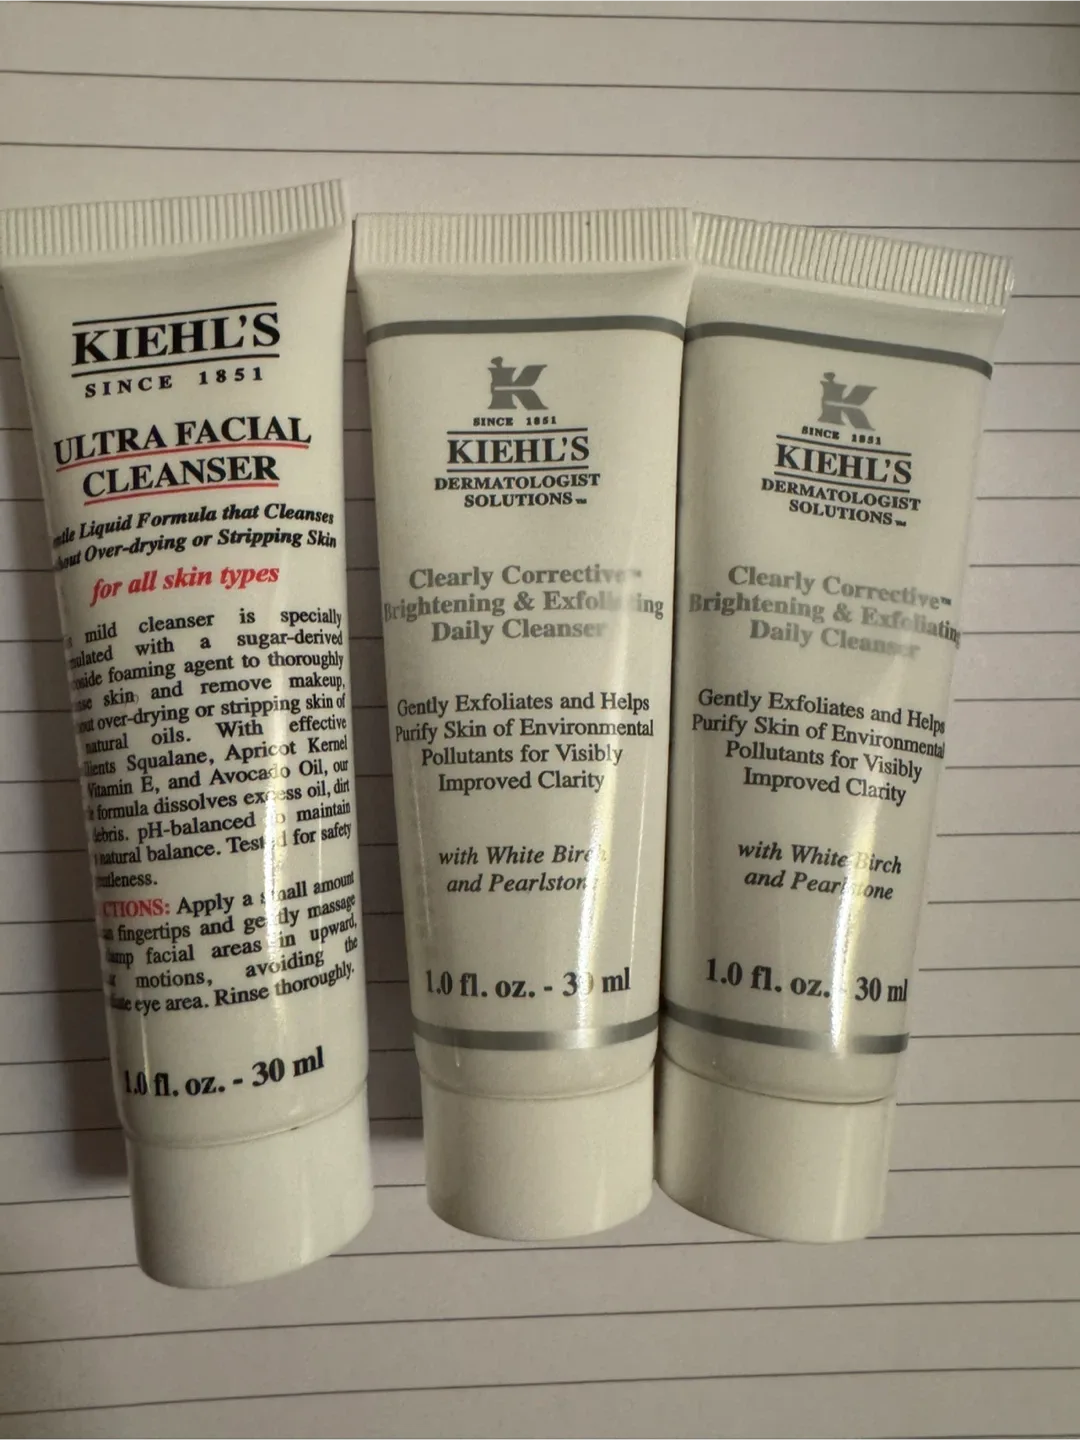 KIEHL'S
SINCE 1851
ULTRA FACIAL
CLEANSER
Liquid Formula that Cleanses
Over-drying or Stripping Skin
for all skin types
mild cleanser is specially
with a sugar-derived
foaming agent to thoroughly
skin and remove makeup,
over-drying or stripping skin of
natural oils. With effective
Squalane, Apricot Kernel
Vitamin E, and Avocado Oil, our
formula dissolves excess oil, dirt
pH-balanced to maintain
natural balance. Tested for safety
Apply a small amount
fingertips and gently massage
facial areas in upward,
motions, avoiding the
eye area. Rinse thoroughly.
1.0 fl. oz. - 30 ml
K
SINCE 1851
KIEHL'S
DERMATOLOGIST
SOLUTIONS™
Clearly Corrective™
Brightening & Exfoliating
Daily Cleanser
Gently Exfoliates and Helps
Purify Skin of Environmental
Pollutants for Visibly
Improved Clarity
with White Birch
and Pearlstone
1.0 fl. oz. - 30 ml
K
SINCE 1851
KIEHL'S
DERMATOLOGIST
SOLUTIONS™
Clearly Corrective™
Brightening & Exfoliating
Daily Cleanser
Gently Exfoliates and Helps
Purify Skin of Environmental
Pollutants for Visibly
Improved Clarity
with White Birch
and Pearlstone
1.0 fl. oz. - 30 ml